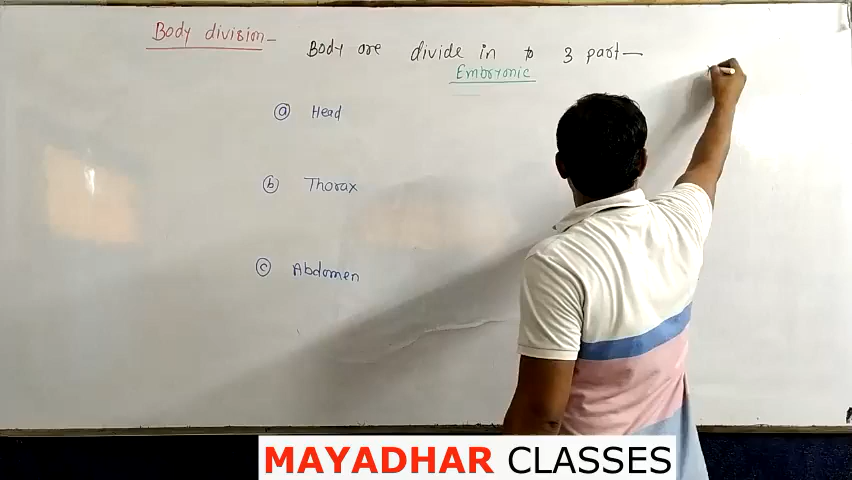 Body division-
Body are divide in to 3 part-
Embryonic
a Head
b Thorax
c Abdomen
MAYADHAR CLASSES